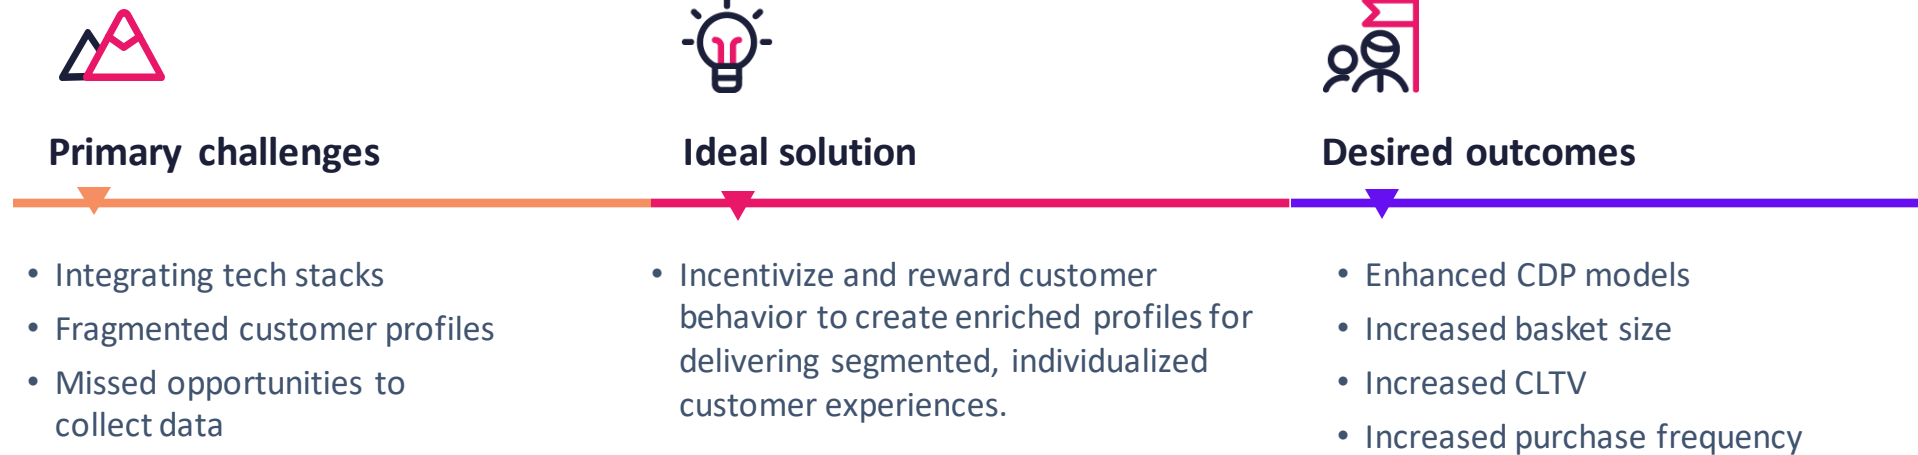 Primary challenges
• Integrating tech stacks
• Fragmented customer profiles
• Missed opportunities to
collect data
Ideal solution
• Incentivize and reward customer
behavior to create enriched profiles for
delivering segmented, individualized
customer experiences.
Desired outcomes
• Enhanced CDP models
• Increased basket size
• Increased CLTV
• Increased purchase frequency